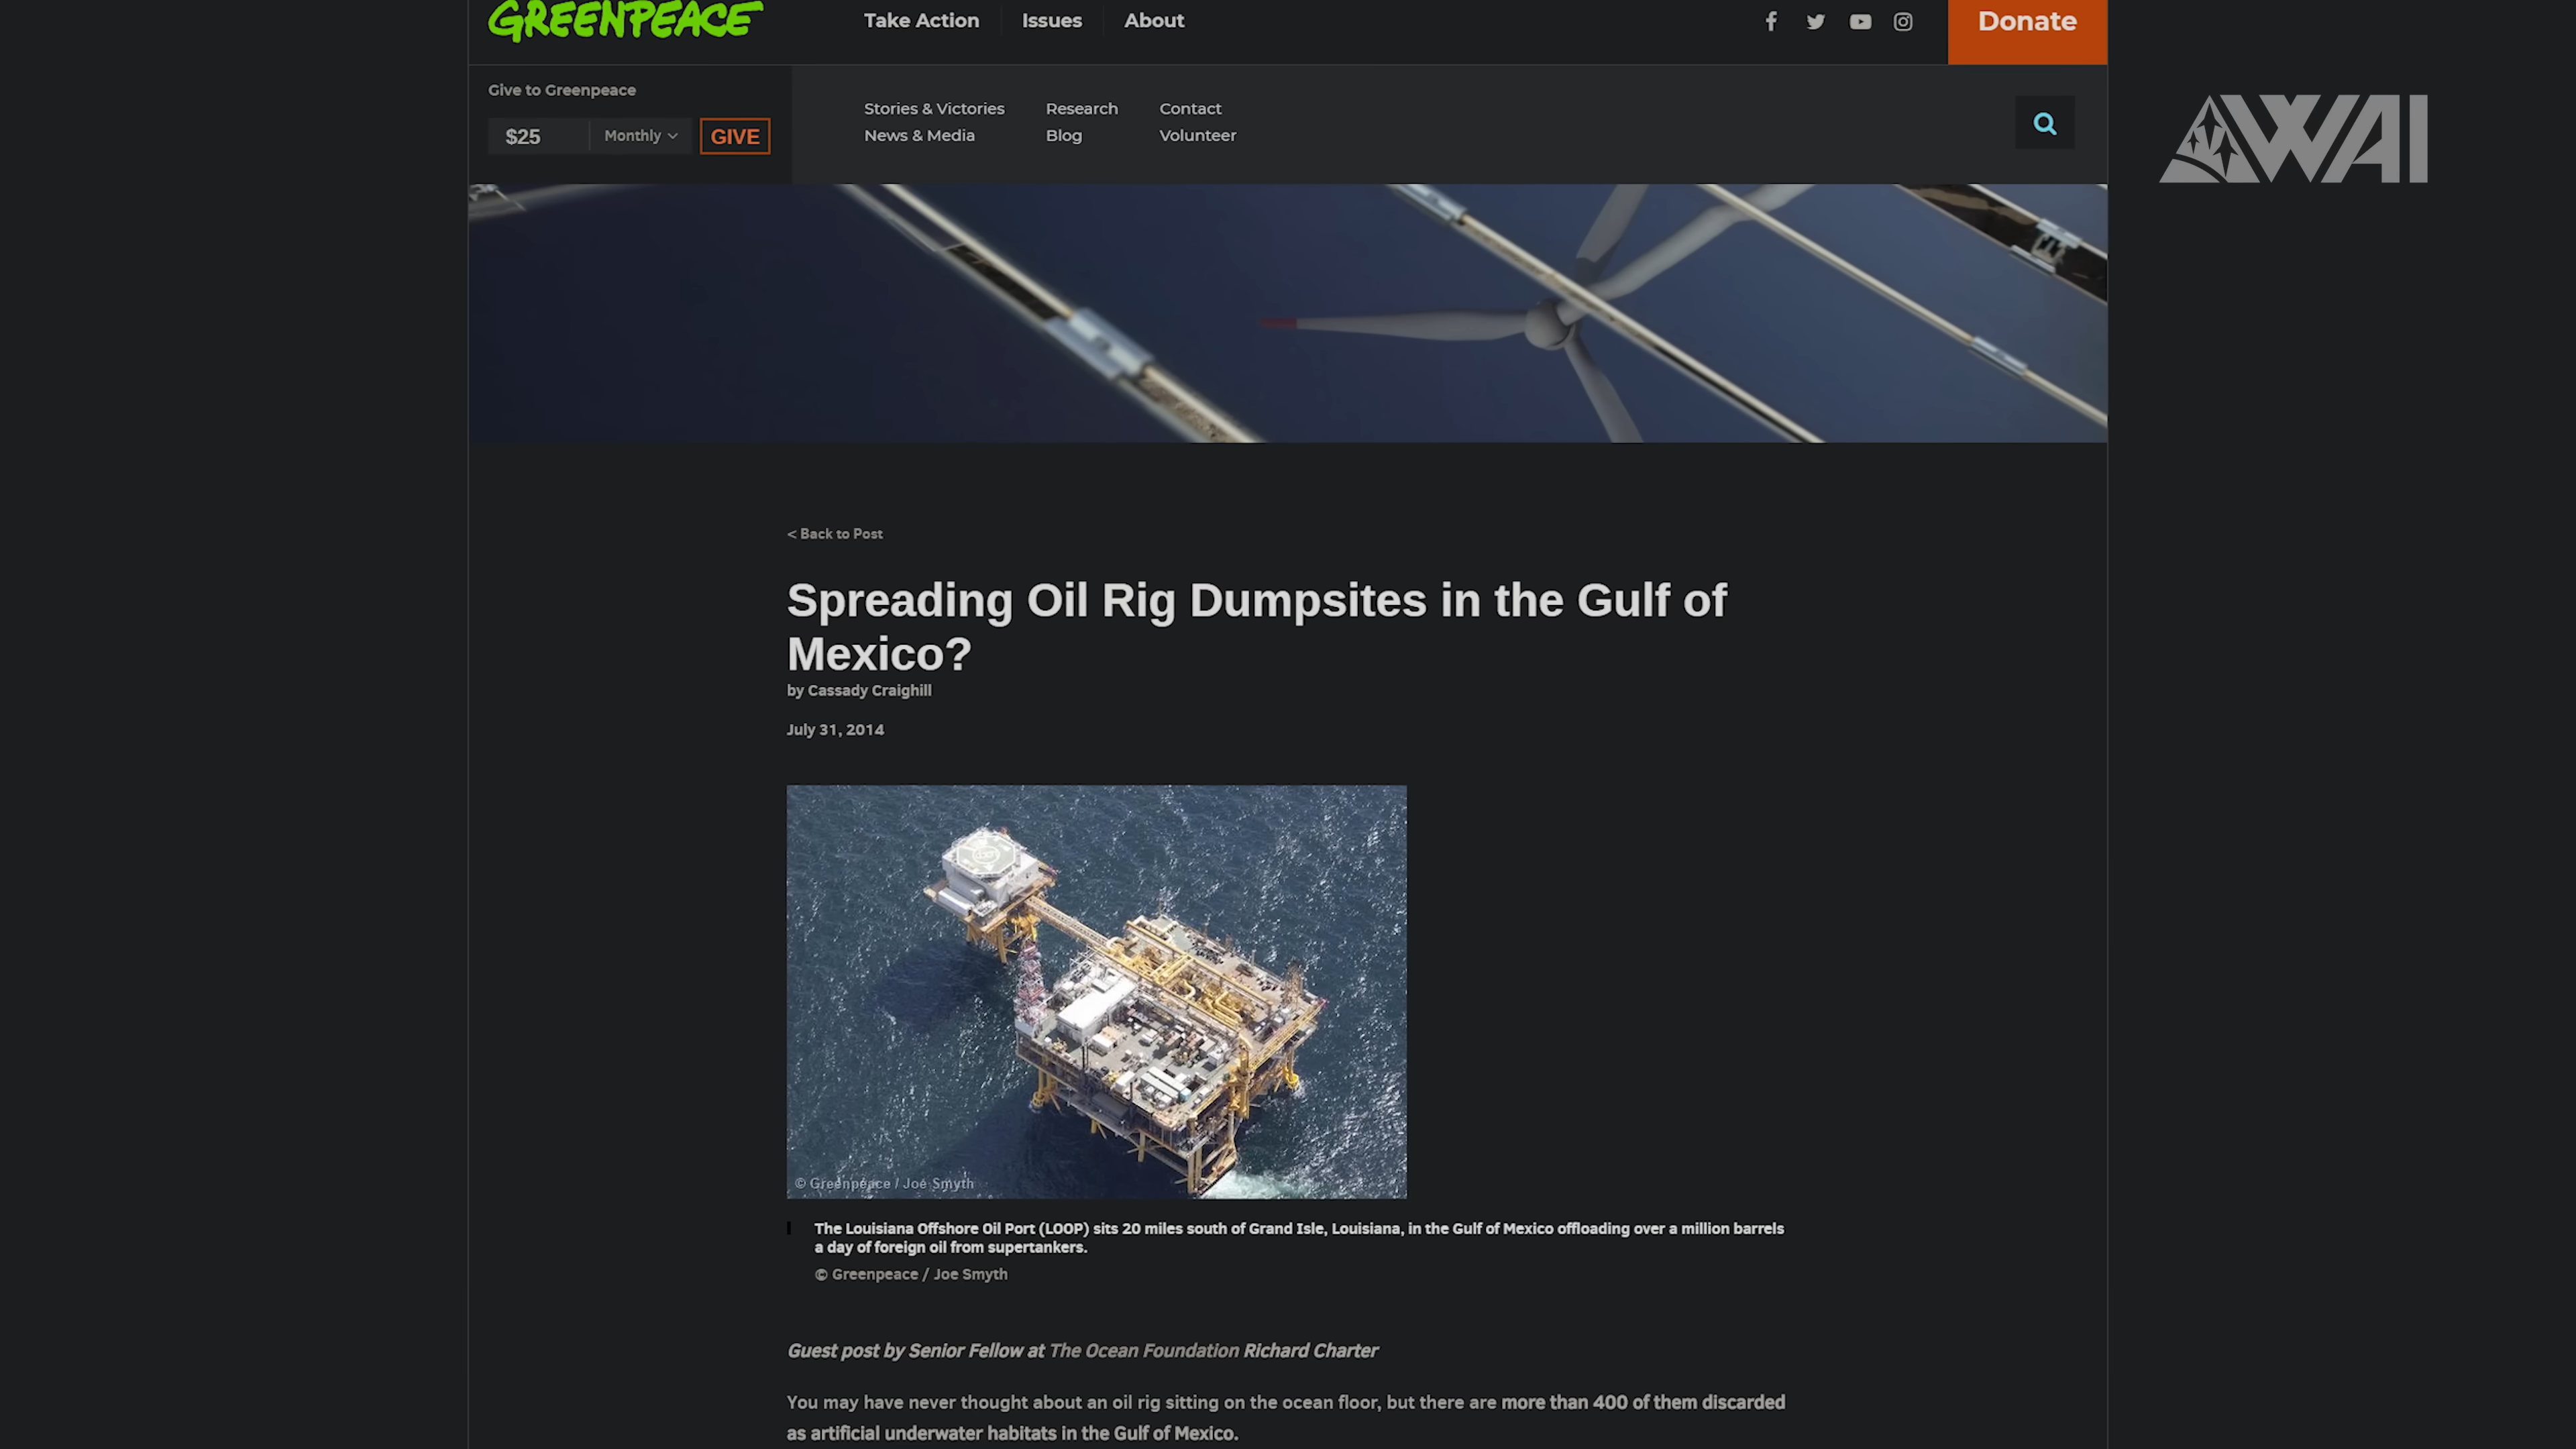 GREENPEACE
Take Action
Issues
About
Donate
Give to Greenpeace
$25
Monthly
GIVE
Stories & Victories
Research
Contact
News & Media
Blog
Volunteer
WAI
< Back to Post
Spreading Oil Rig Dumpsites in the Gulf of
Mexico?
by Cassady Craighill
July 31, 2014
© Greenpeace / Joe Smyth
The Louisiana Offshore Oil Port (LOOP) sits 20 miles south of Grand Isle, Louisiana, in the Gulf of Mexico offloading over a million barrels
a day of foreign oil from supertankers.
© Greenpeace / Joe Smyth
Guest post by Senior Fellow at The Ocean Foundation Richard Charter
You may have never thought about an oil rig sitting on the ocean floor, but there are more than 400 of them discarded
as artificial underwater habitats in the Gulf of Mexico.